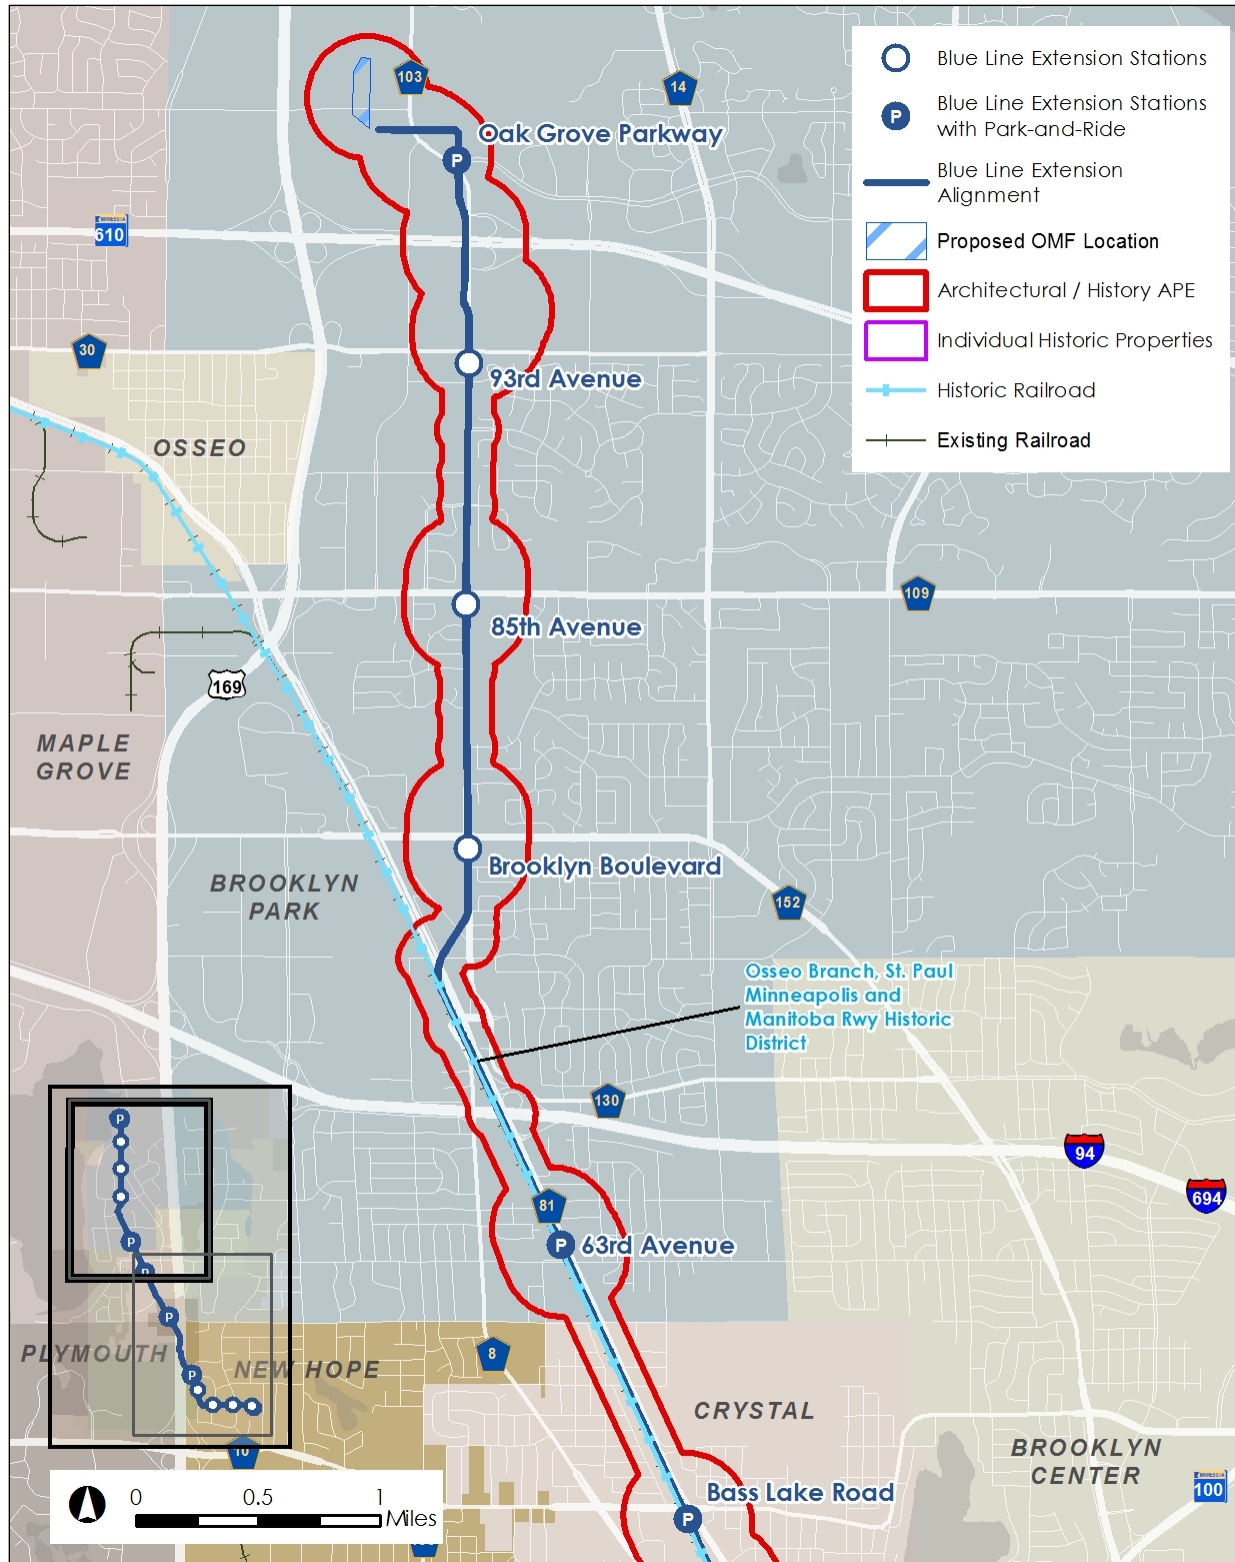 103
14
Oak Grove Parkway
P
MINNESOTA
610
30
93rd Avenue
OSSEO
109
85th Avenue
169
MAPLE
GROVE
BROOKLYN
PARK
Brooklyn Boulevard
152
Osseo Branch, St. Paul
Minneapolis and
Manitoba Rwy Historic
District
130
94
694
81
P
63rd Avenue
8
PLYMOUTH
NEW HOPE
CRYSTAL
BROOKLYN
CENTER
10
MINNESOTA
100
Bass Lake Road
P
Blue Line Extension Stations
P
Blue Line Extension Stations
with Park-and-Ride
Blue Line Extension
Alignment
Proposed OMF Location
Architectural / History APE
Individual Historic Properties
Historic Railroad
Existing Railroad
P
P
P
P
P
0
0.5
1
Miles